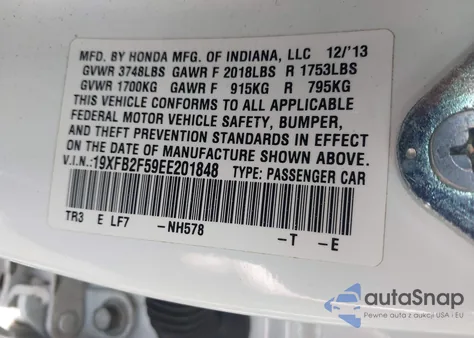 MFD. BY HONDA MFG. OF INDIANA, LLC 12/'13
GVWR 3748LBS GAWR F 2018LBS R 1753LBS
GVWR 1700KG GAWR F 915KG R 795KG
THIS VEHICLE CONFORMS TO ALL APPLICABLE
FEDERAL MOTOR VEHICLE SAFETY, BUMPER,
AND THEFT PREVENTION STANDARDS IN EFFECT
ON THE DATE OF MANUFACTURE SHOWN ABOVE.
V.I.N.:19XFB2F59EE201848 TYPE: PASSENGER CAR
TR3 E LF7 -NH578 -T -E
autoSnap
Pewne auta z aukcji USA i EU